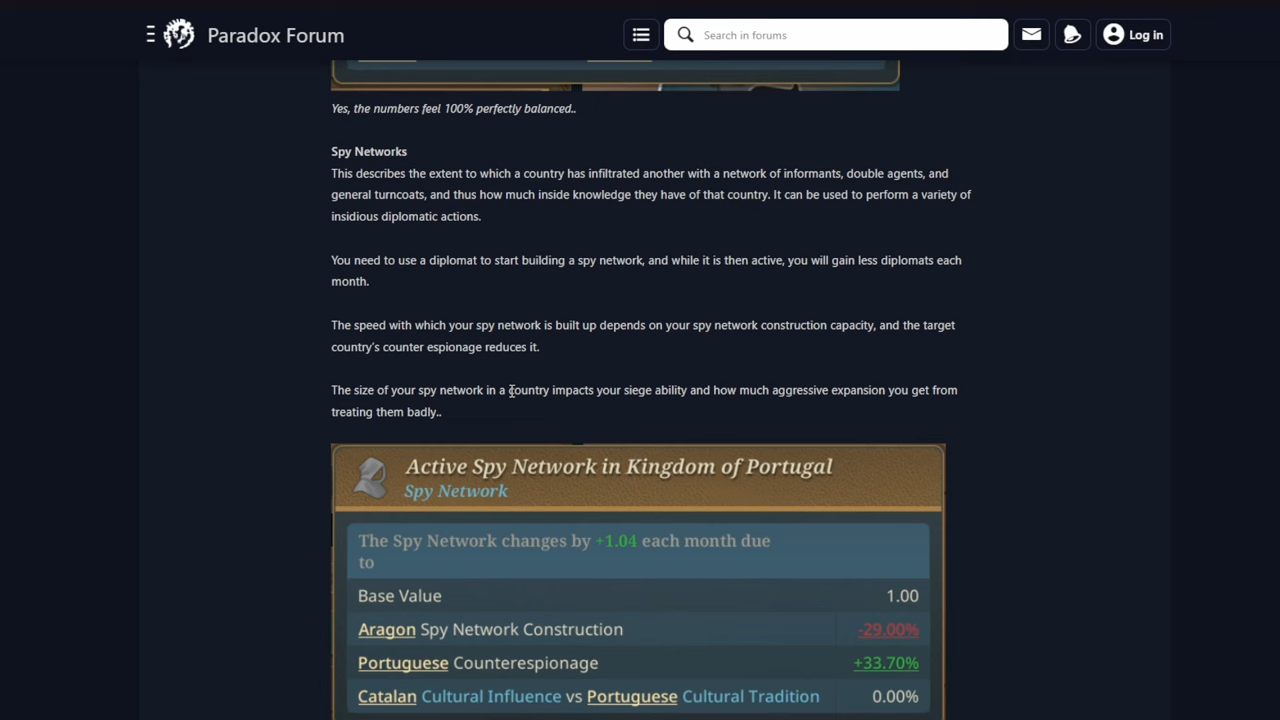 Paradox Forum
Search in forums
Log in
Yes, the numbers feel 100% perfectly balanced..
Spy Networks
This describes the extent to which a country has infiltrated another with a network of informants, double agents, and
general turncoats, and thus how much inside knowledge they have of that country. It can be used to perform a variety of
insidious diplomatic actions.
You need to use a diplomat to start building a spy network, and while it is then active, you will gain less diplomats each
month.
The speed with which your spy network is built up depends on your spy network construction capacity, and the target
country's counter espionage reduces it.
The size of your spy network in a country impacts your siege ability and how much aggressive expansion you get from
treating them badly..
Active Spy Network in Kingdom of Portugal
Spy Network
The Spy Network changes by +1.04 each month due
to
Base Value 1.00
Aragon Spy Network Construction -29.00%
Portuguese Counterespionage +33.70%
Catalan Cultural Influence vs Portuguese Cultural Tradition 0.00%